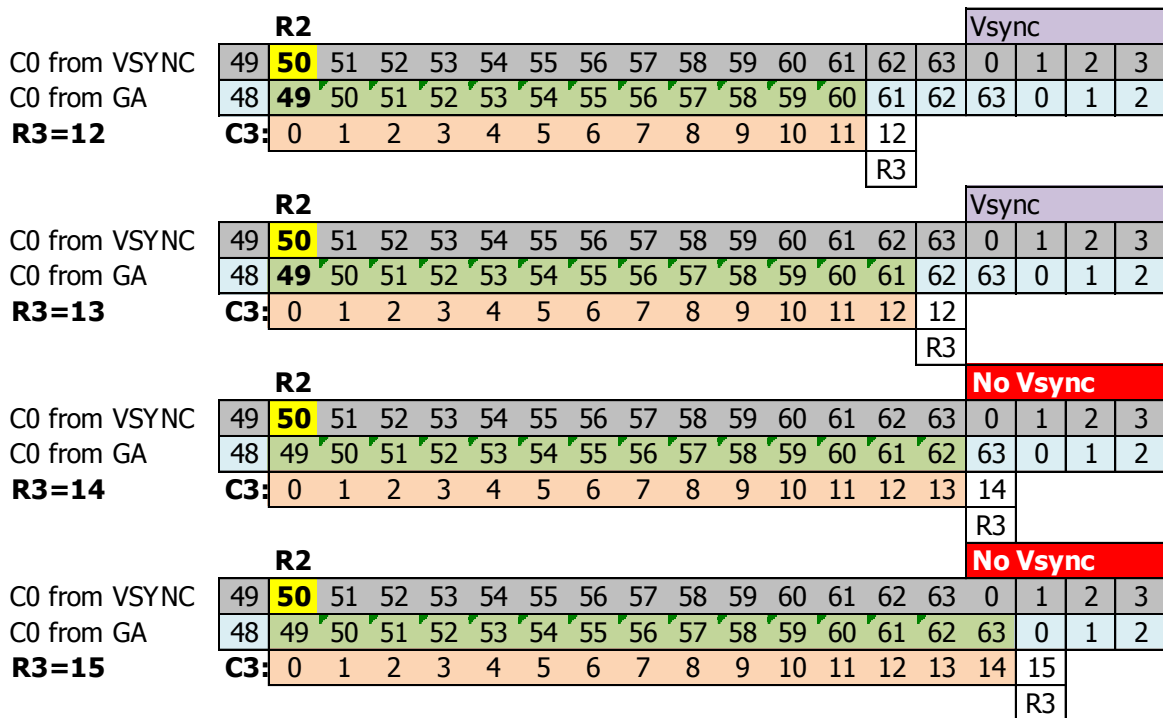 R2 Vsync
C0 from VSYNC 49 50 51 52 53 54 55 56 57 58 59 60 61 62 63 0 1 2 3
C0 from GA 48 49 50 51 52 53 54 55 56 57 58 59 60 61 62 63 0 1 2
R3=12 C3: 0 1 2 3 4 5 6 7 8 9 10 11 12
R3
R2 Vsync
C0 from VSYNC 49 50 51 52 53 54 55 56 57 58 59 60 61 62 63 0 1 2 3
C0 from GA 48 49 50 51 52 53 54 55 56 57 58 59 60 61 62 63 0 1 2
R3=13 C3: 0 1 2 3 4 5 6 7 8 9 10 11 12 12
R3
R2 No Vsync
C0 from VSYNC 49 50 51 52 53 54 55 56 57 58 59 60 61 62 63 0 1 2 3
C0 from GA 48 49 50 51 52 53 54 55 56 57 58 59 60 61 62 63 0 1 2
R3=14 C3: 0 1 2 3 4 5 6 7 8 9 10 11 12 13 14
R3
R2 No Vsync
C0 from VSYNC 49 50 51 52 53 54 55 56 57 58 59 60 61 62 63 0 1 2 3
C0 from GA 48 49 50 51 52 53 54 55 56 57 58 59 60 61 62 63 0 1 2
R3=15 C3: 0 1 2 3 4 5 6 7 8 9 10 11 12 13 14 15
R3